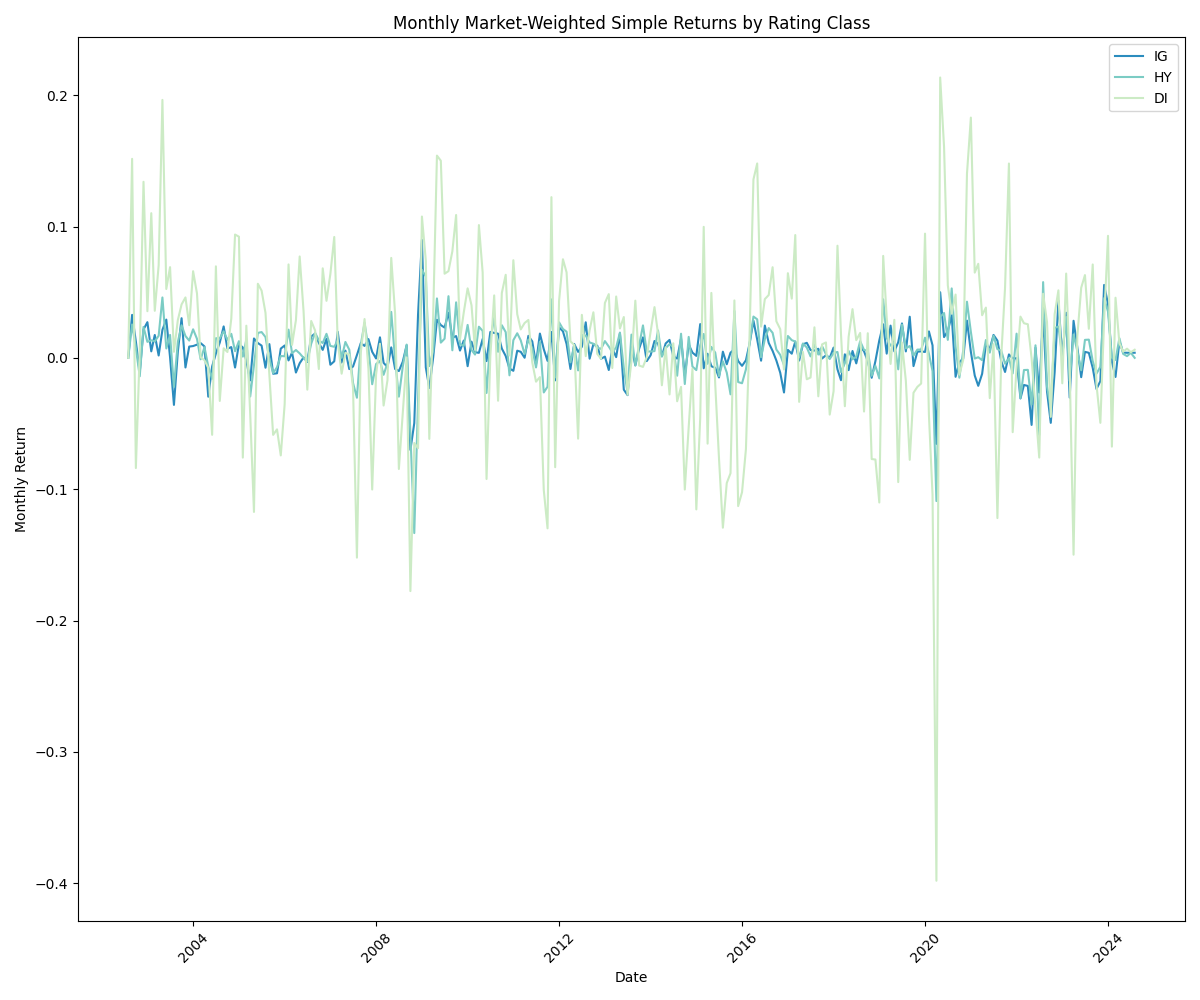 Monthly Market-Weighted Simple Returns by Rating Class
IG
HY
DI
0.2
0.1
0.0
−0.1
−0.2
−0.3
−0.4
Monthly Return
2004
2008
2012
2016
2020
2024
Date